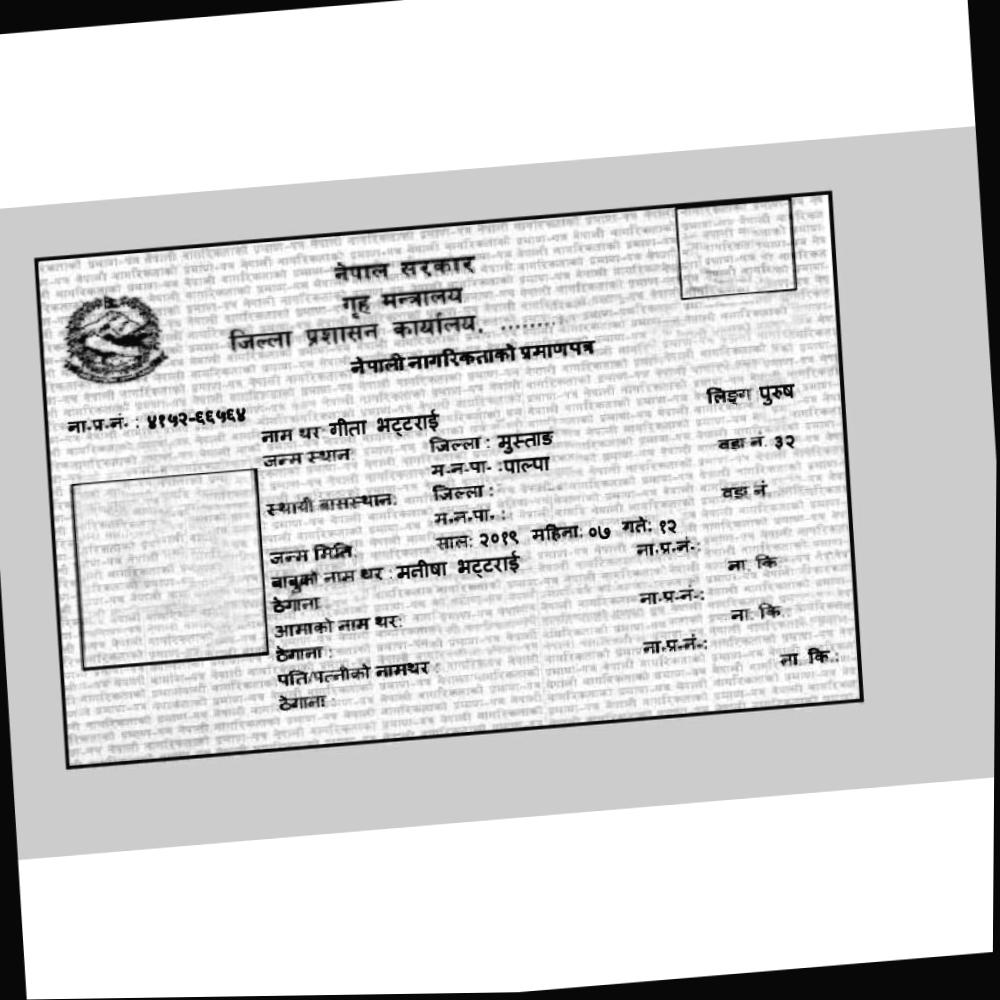 नेपाल सरकार
गृह मन्त्रालय
जिल्ला प्रशासन कार्यालय, ........
नेपाली नागरिकताको प्रमाणपत्र
लिङ्ग पुरुष
ना.प्र.नं. : ४१५२-६६५६४
नाम थर गीता भट्टराई
जन्म स्थान जिल्ला : मुस्ताङ वडा नं. ३२
म.न.पा. :पाल्पा
स्थायी बासस्थान: जिल्ला : वडा नं.
म.न.पा. :
जन्म मिति: साल: २०१९ महिना: ०७ गते: १२
बाबुको नाम थर : मनीषा भट्टराई ना.प्र.नं.:
ठेगाना : ना. कि.
आमाको नाम थर: ना.प्र.नं.:
ठेगाना : ना. कि.
पति/पत्नीको नामथर : ना.प्र.नं.:
ठेगाना : ना. कि.: